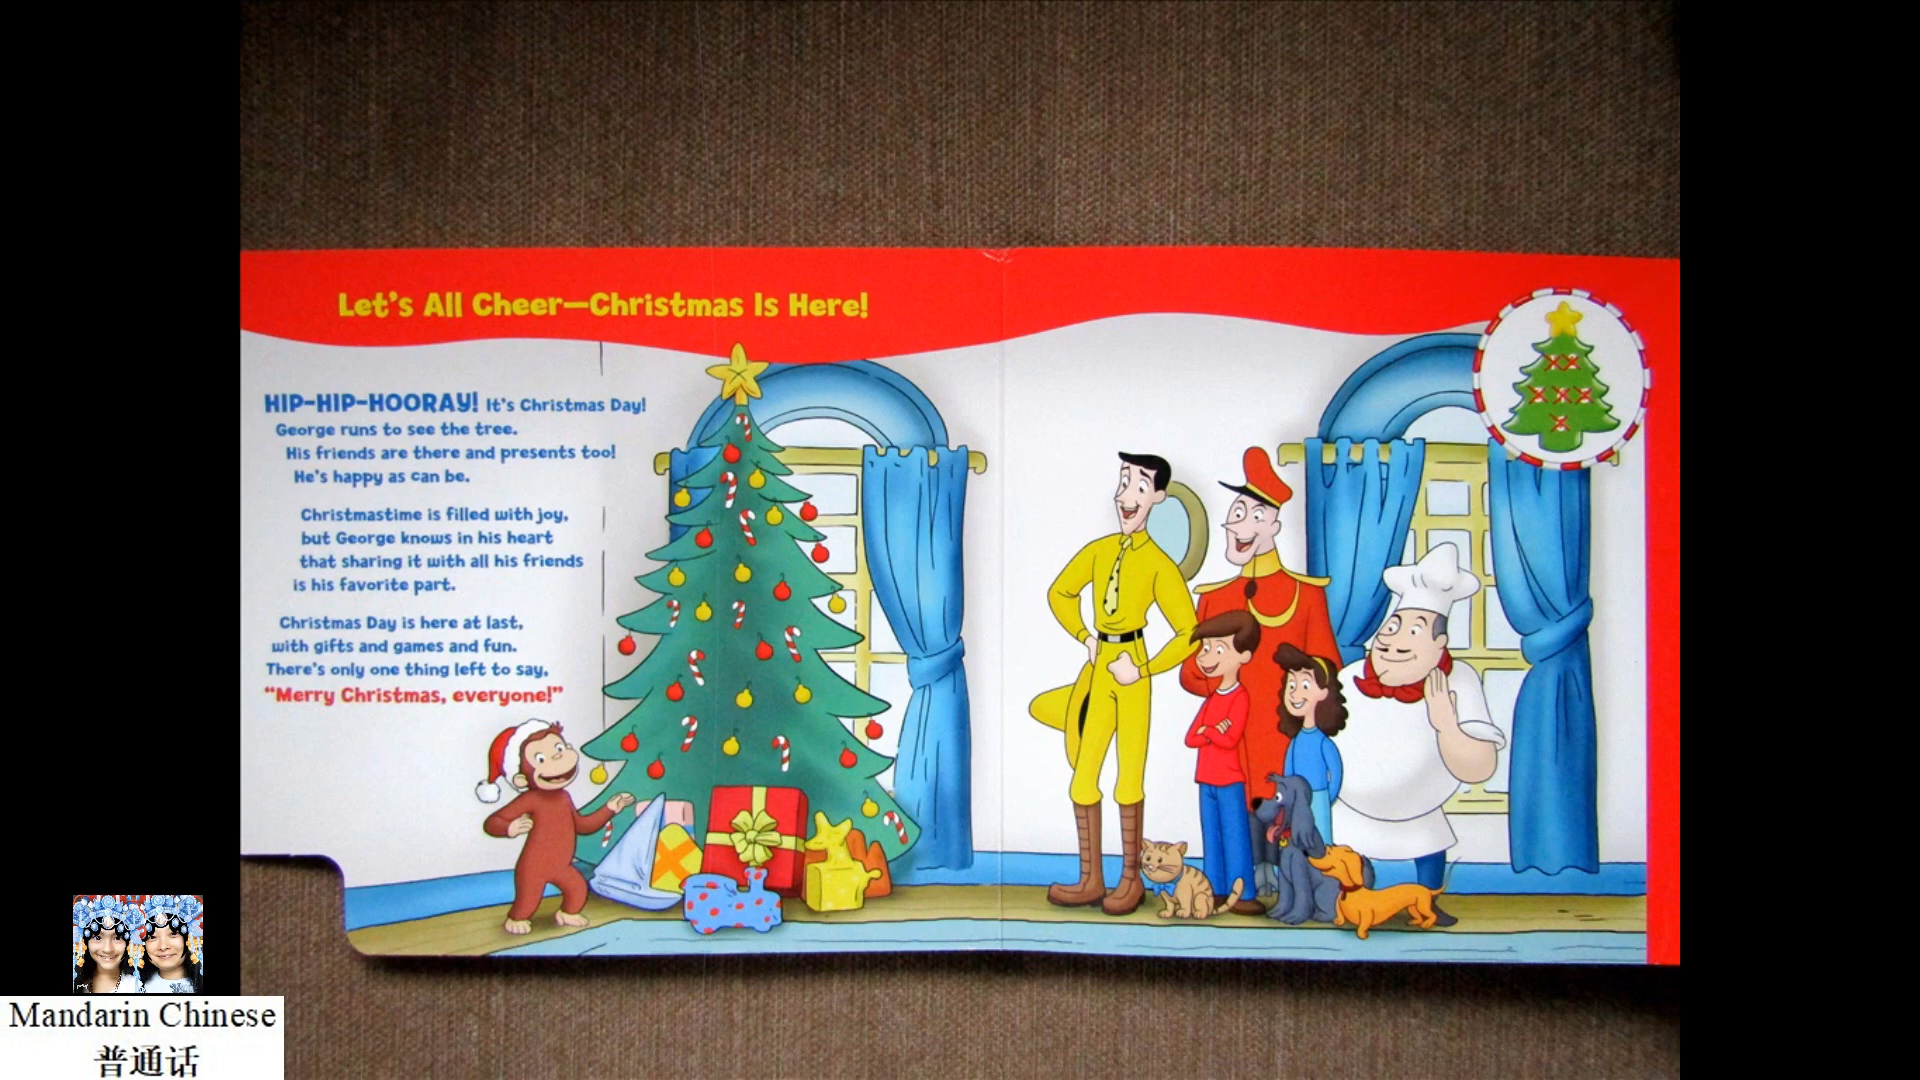 Let's All Cheer—Christmas Is Here!
HIP-HIP-HOORAY! It's Christmas Day!
George runs to see the tree.
His friends are there and presents too!
He's happy as can be.
Christmastime is filled with joy,
but George knows in his heart
that sharing it with all his friends
is his favorite part.
Christmas Day is here at last,
with gifts and games and fun.
There's only one thing left to say,
"Merry Christmas, everyone!"
Mandarin Chinese
普通话